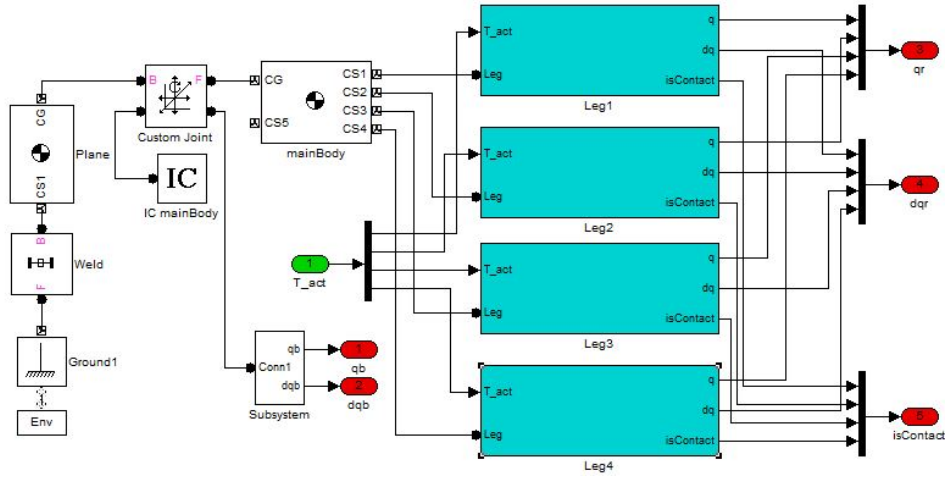 CG
CS1
Plane
B
F
Weld
Ground1
Env
B
F
C
Custom Joint
IC
IC mainBody
CG
CS5
CS1
CS2
CS3
CS4
mainBody
1
T_act
Conn1
qb
dqb
Subsystem
1
qb
2
dqb
T_act
Leg
q
dq
isContact
Leg1
T_act
Leg
q
dq
isContact
Leg2
T_act
Leg
q
dq
isContact
Leg3
T_act
Leg
q
dq
isContact
Leg4
3
qr
4
dqr
5
isContact